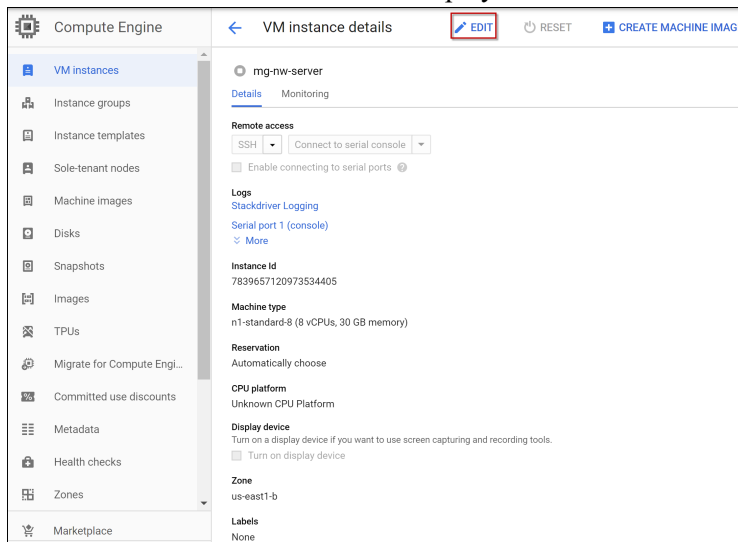 Compute Engine
VM instance details
EDIT
RESET
CREATE MACHINE IMAG
VM instances
Instance groups
Instance templates
Sole-tenant nodes
Machine images
Disks
Snapshots
Images
TPUs
Migrate for Compute Engi...
Committed use discounts
Metadata
Health checks
Zones
Marketplace
mg-nw-server
Details Monitoring
Remote access
SSH Connect to serial console
Enable connecting to serial ports
Logs
Stackdriver Logging
Serial port 1 (console)
More
Instance Id
7839657120973534405
Machine type
n1-standard-8 (8 vCPUs, 30 GB memory)
Reservation
Automatically choose
CPU platform
Unknown CPU Platform
Display device
Turn on a display device if you want to use screen capturing and recording tools.
Turn on display device
Zone
us-east1-b
Labels
None